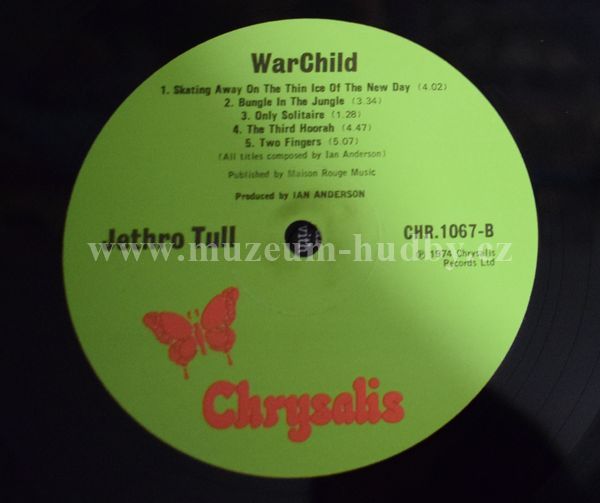 WarChild
1. Skating Away On The Thin Ice Of The New Day (4.02)
2. Bungle In The Jungle (3.34)
3. Only Solitaire (1.28)
4. The Third Hoorah (4.47)
5. Two Fingers (5.07)
(All titles composed by Ian Anderson)
Published by Maison Rouge Music
Produced by IAN ANDERSON
Jethro Tull
CHR.1067-B
www.muzeum-hudby.cz
℗ 1974 Chrysalis
Records Ltd
Chrysalis